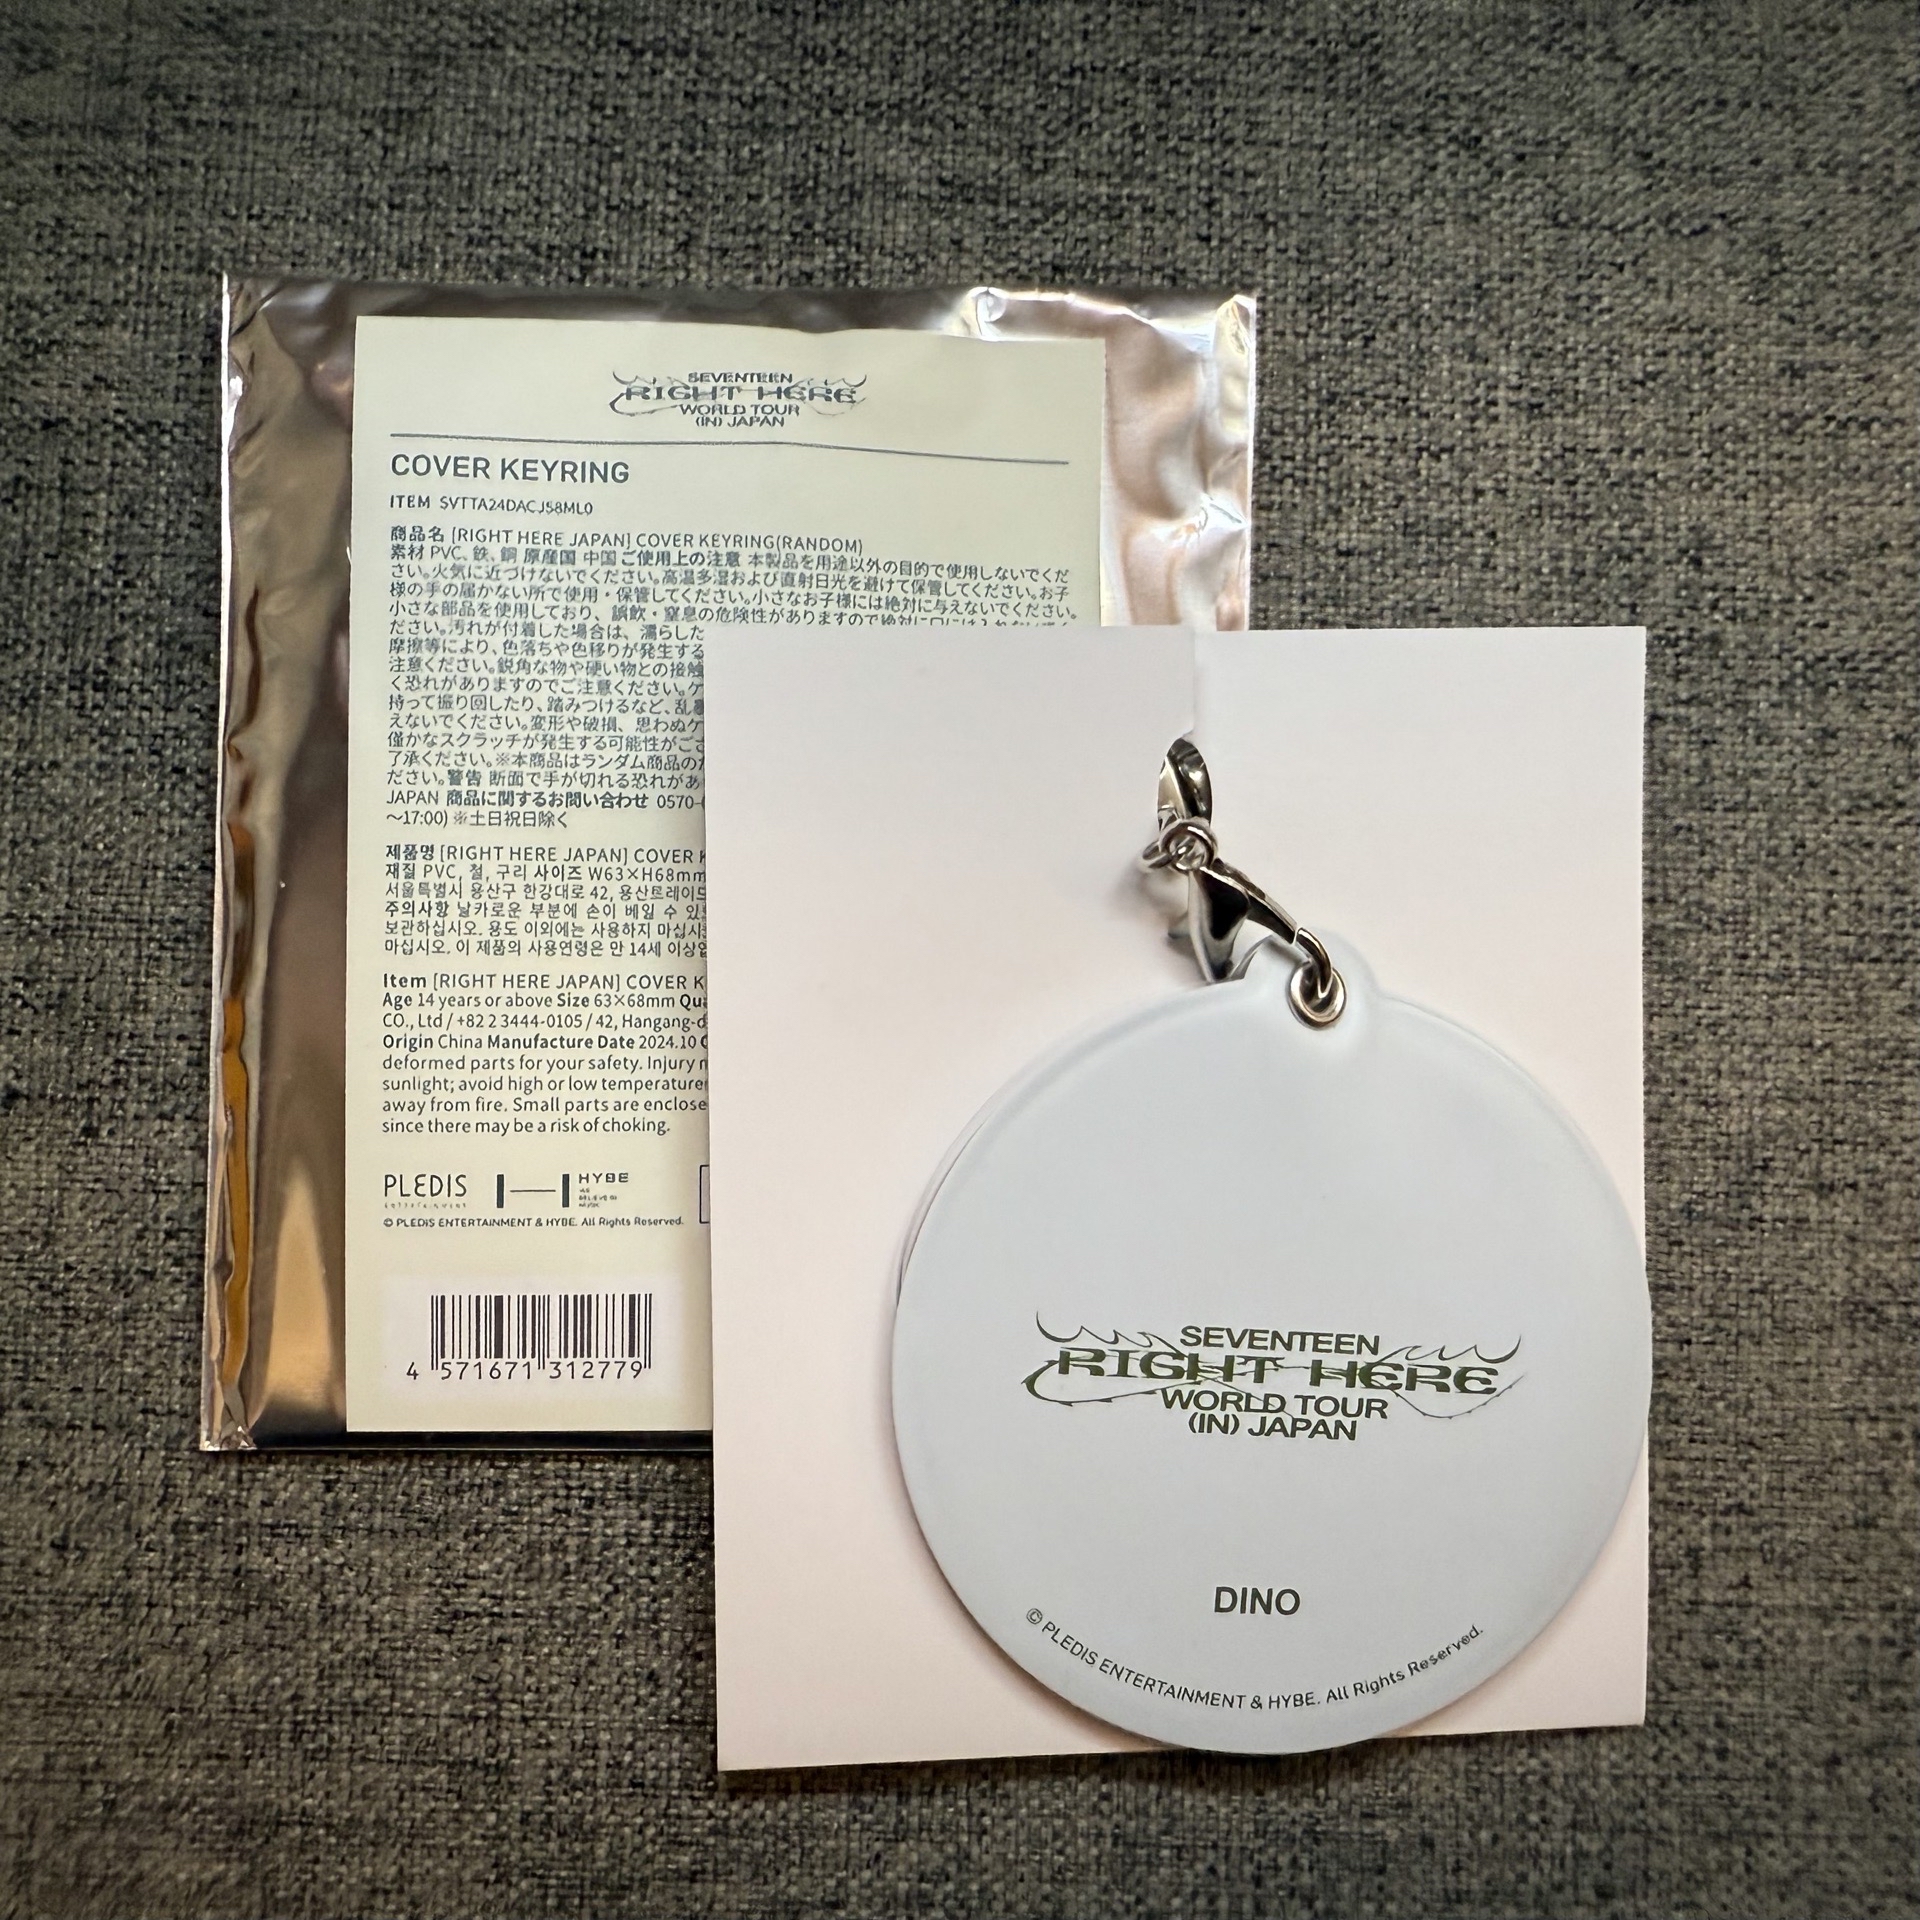 SEVENTEEN
RIGHT HERE
WORLD TOUR
(IN) JAPAN
COVER KEYRING
ITEM SVTTA24DACJ58ML0
商品名 [RIGHT HERE JAPAN] COVER KEYRING(RANDOM)
素材 PVC、鉄、銅 原産国 中国 ご使用上の注意 本製品を用途以外の目的で使用しないでくだ
さい。火気に近づけないでください。高温多湿および直射日光を避けて保管してください。お子
様の手の届かない所で使用・保管してください。小さなお子様には絶対に与えないでください。
小さな部品を使用しており、誤飲・窒息の危険性がありますので絶対に口には入れないでく
ださい。汚れが付着した場合は、濡らした
摩擦等により、色落ちや色移りが発生する
注意ください。鋭角な物や硬い物との接触
く恐れがありますのでご注意ください。ケ
持って振り回したり、踏みつけるなど、乱暴
えないでください。変形や破損、思わぬケ
僅かなスクラッチが発生する可能性がござ
了承ください。※本商品はランダム商品のた
ださい。警告 断面で手が切れる恐れがあ
JAPAN 商品に関するお問い合わせ 0570-
～17:00) ※土日祝日除く
제품명 [RIGHT HERE JAPAN] COVER K
재질 PVC, 철, 구리 사이즈 W63×H68mm
서울특별시 용산구 한강대로 42, 용산트레이드
주의사항 날카로운 부분에 손이 베일 수 있
보관하십시오. 용도 이외에는 사용하지 마십시오
마십시오. 이 제품의 사용연령은 만 14세 이상입
Item [RIGHT HERE JAPAN] COVER K
Age 14 years or above Size 63×68mm Qua
CO., Ltd / +82 2 3444-0105 / 42, Hangang-d
Origin China Manufacture Date 2024.10 C
deformed parts for your safety. Injury m
sunlight; avoid high or low temperature
away from fire. Small parts are enclose
since there may be a risk of choking.
PLEDIS HYBE
© PLEDIS ENTERTAINMENT & HYBE. All Rights Reserved.
4 571671 312779
SEVENTEEN
RIGHT HERE
WORLD TOUR
(IN) JAPAN
DINO
© PLEDIS ENTERTAINMENT & HYBE. All Rights Reserved.